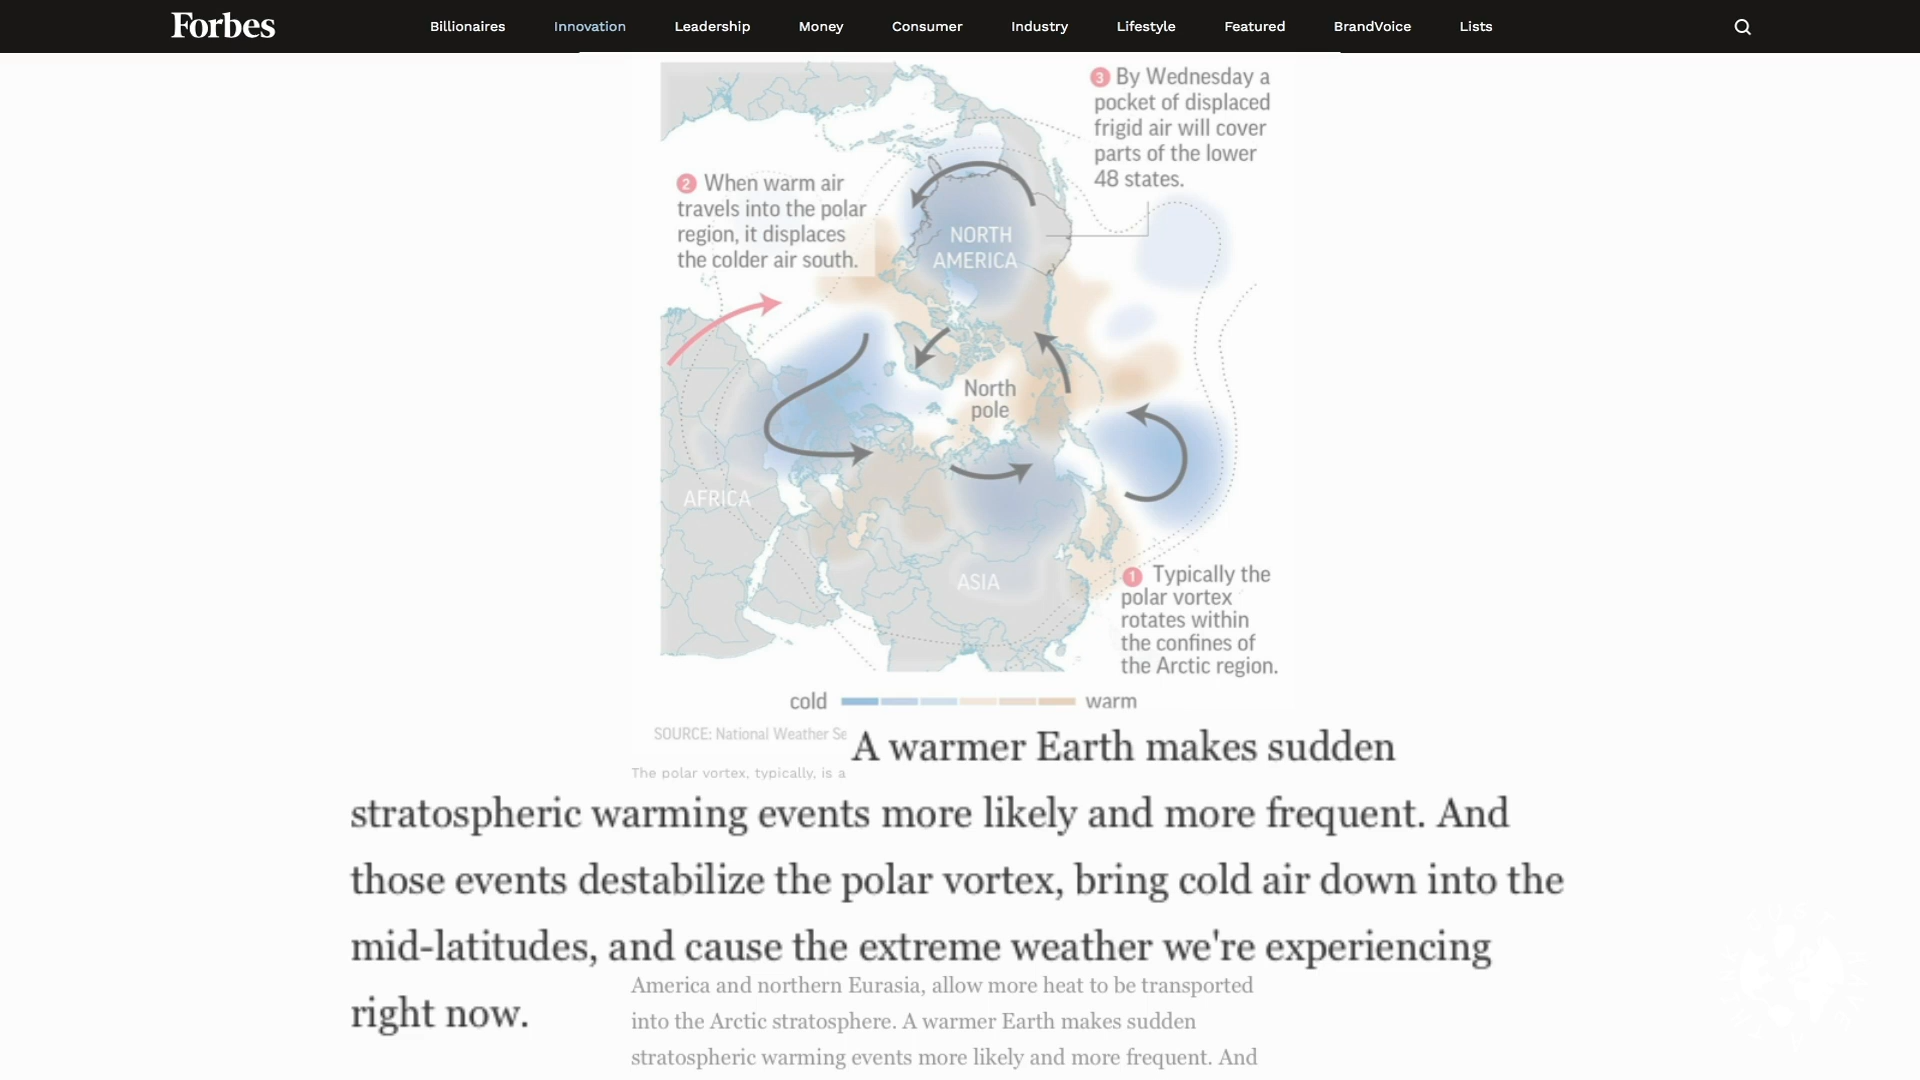 Forbes
Billionaires Innovation Leadership Money Consumer Industry Lifestyle Featured BrandVoice Lists
3 By Wednesday a
pocket of displaced
frigid air will cover
parts of the lower
48 states.
2 When warm air
travels into the polar
region, it displaces
the colder air south.
NORTH
AMERICA
North
pole
AFRICA
ASIA
1 Typically the
polar vortex
rotates within
the confines of
the Arctic region.
cold warm
SOURCE: National Weather Se
The polar vortex, typically, is a
A warmer Earth makes sudden
stratospheric warming events more likely and more frequent. And
those events destabilize the polar vortex, bring cold air down into the
mid-latitudes, and cause the extreme weather we're experiencing
right now.
America and northern Eurasia, allow more heat to be transported
into the Arctic stratosphere. A warmer Earth makes sudden
stratospheric warming events more likely and more frequent. And